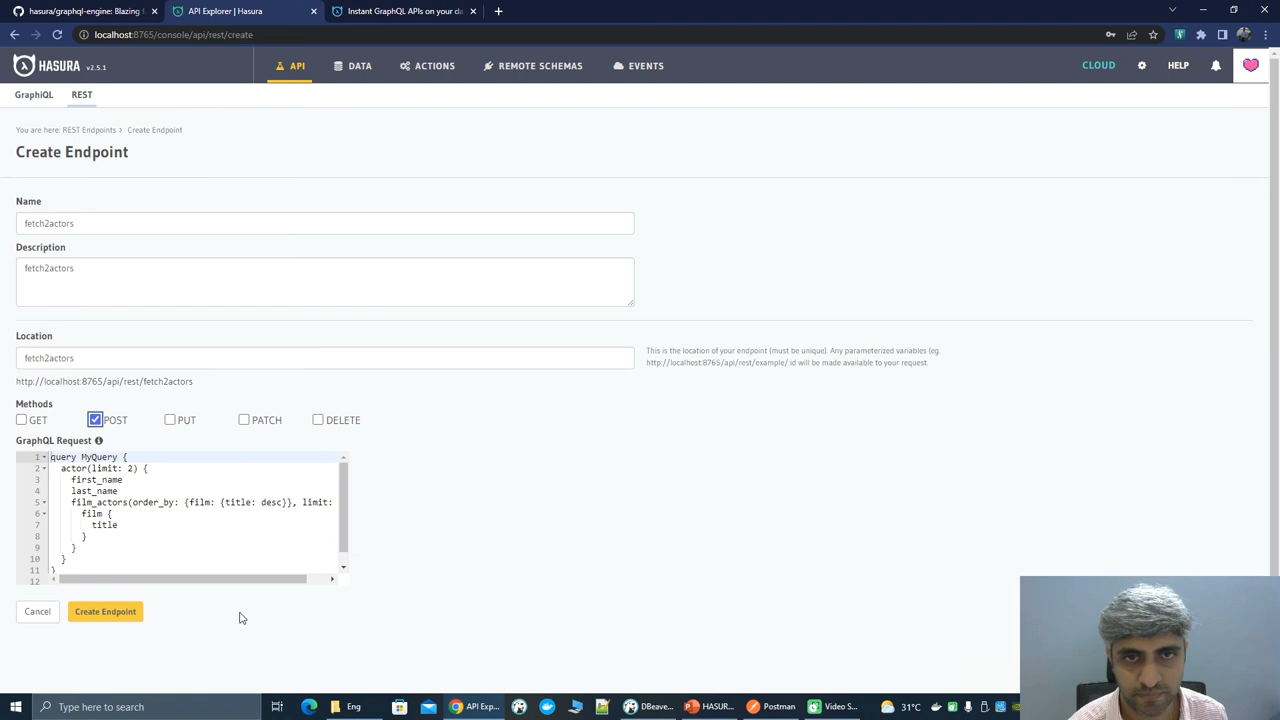 hasura/graphql-engine: Blazing f
API Explorer | Hasura
Instant GraphQL APIs on your da
localhost:8765/console/api/rest/create
HASURA v2.5.1
API
DATA
ACTIONS
REMOTE SCHEMAS
EVENTS
CLOUD
HELP
GraphiQL
REST
You are here: REST Endpoints > Create Endpoint
Create Endpoint
Name
fetch2actors
Description
fetch2actors
Location
fetch2actors
This is the location of your endpoint (must be unique). Any parameterized variables (eg.
http://localhost:8765/api/rest/example/:id will be made available to your request.
http://localhost:8765/api/rest/fetch2actors
Methods
GET
POST
PUT
PATCH
DELETE
GraphQL Request
1 query MyQuery {
2 actor(limit: 2) {
3 first_name
4 last_name
5 film_actors(order_by: {film: {title: desc}}, limit:
6 film {
7 title
8 }
9 }
10 }
11 }
12
Cancel
Create Endpoint
Type here to search
Eng
API Exp...
DBeave...
HASUR...
Postman
Video S...
31°C